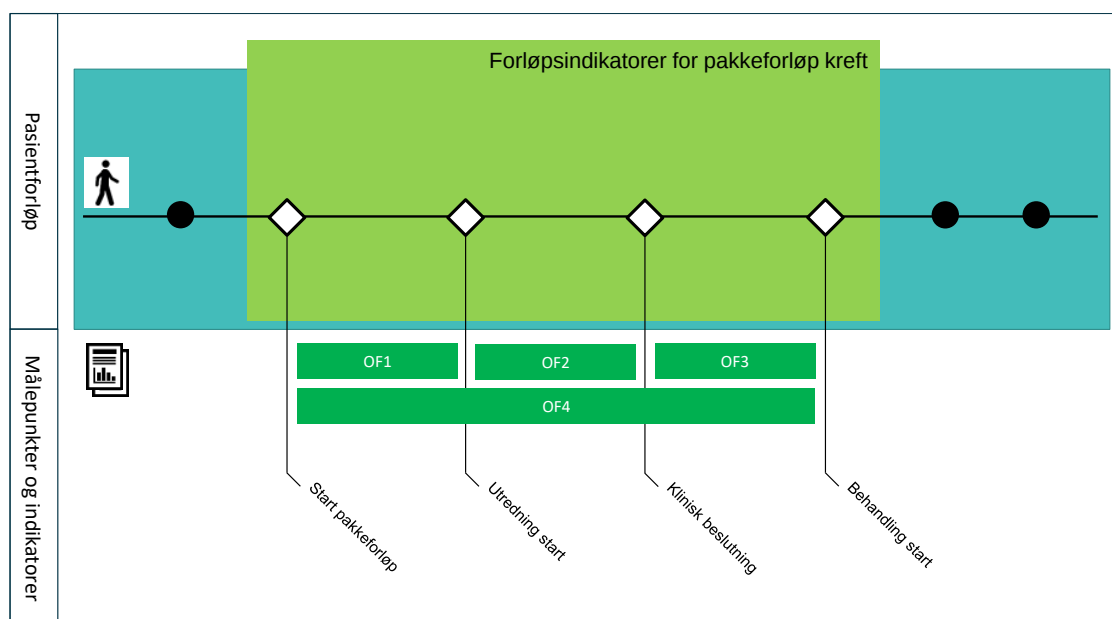 Pasientforløp
Forløpsindikatorer for pakkeforløp kreft
Målepunkter og indikatorer
OF1
OF2
OF3
OF4
Start pakkeforløp
Utredning start
Klinisk beslutning
Behandling start